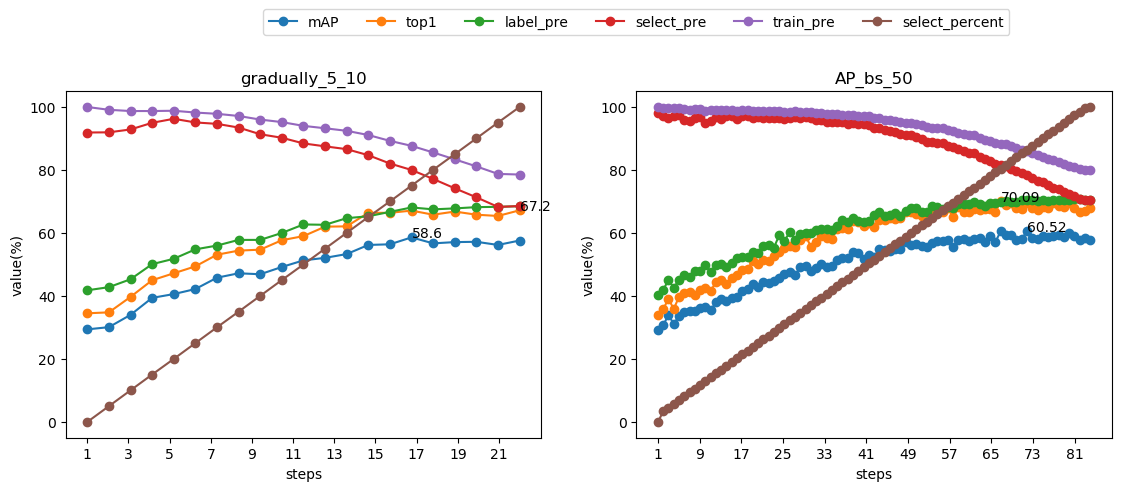 mAP top1 label_pre select_pre train_pre select_percent
gradually_5_10
AP_bs_50
value(%)
100
80
60
40
20
0
67.2
58.6
1 3 5 7 9 11 13 15 17 19 21
steps
value(%)
100
80
60
40
20
0
70.09
60.52
1 9 17 25 33 41 49 57 65 73 81
steps